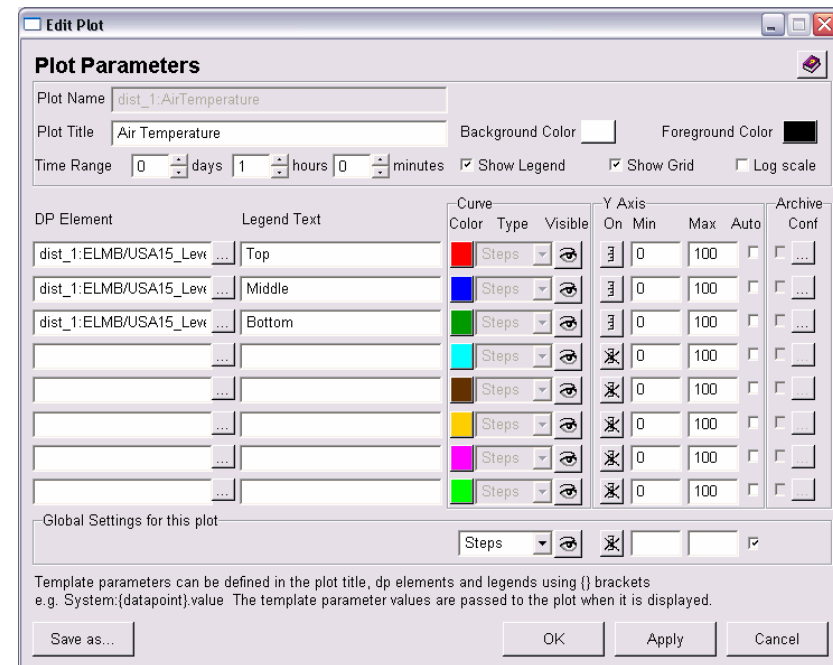 Edit Plot
Plot Parameters
Plot Name dist_1:AirTemperature
Plot Title Air Temperature Background Color Foreground Color
Time Range 0 days 1 hours 0 minutes Show Legend Show Grid Log scale
Curve Y Axis Archive
DP Element Legend Text Color Type Visible On Min Max Auto Conf
dist_1:ELMB/USA15_Leve ... Top Steps 0 100 ...
dist_1:ELMB/USA15_Leve ... Middle Steps 0 100 ...
dist_1:ELMB/USA15_Leve ... Bottom Steps 0 100 ...
... Steps 0 100 ...
... Steps 0 100 ...
... Steps 0 100 ...
... Steps 0 100 ...
... Steps 0 100 ...
Global Settings for this plot
Steps
Template parameters can be defined in the plot title, dp elements and legends using {} brackets
e.g. System:{datapoint}.value The template parameter values are passed to the plot when it is displayed.
Save as... OK Apply Cancel